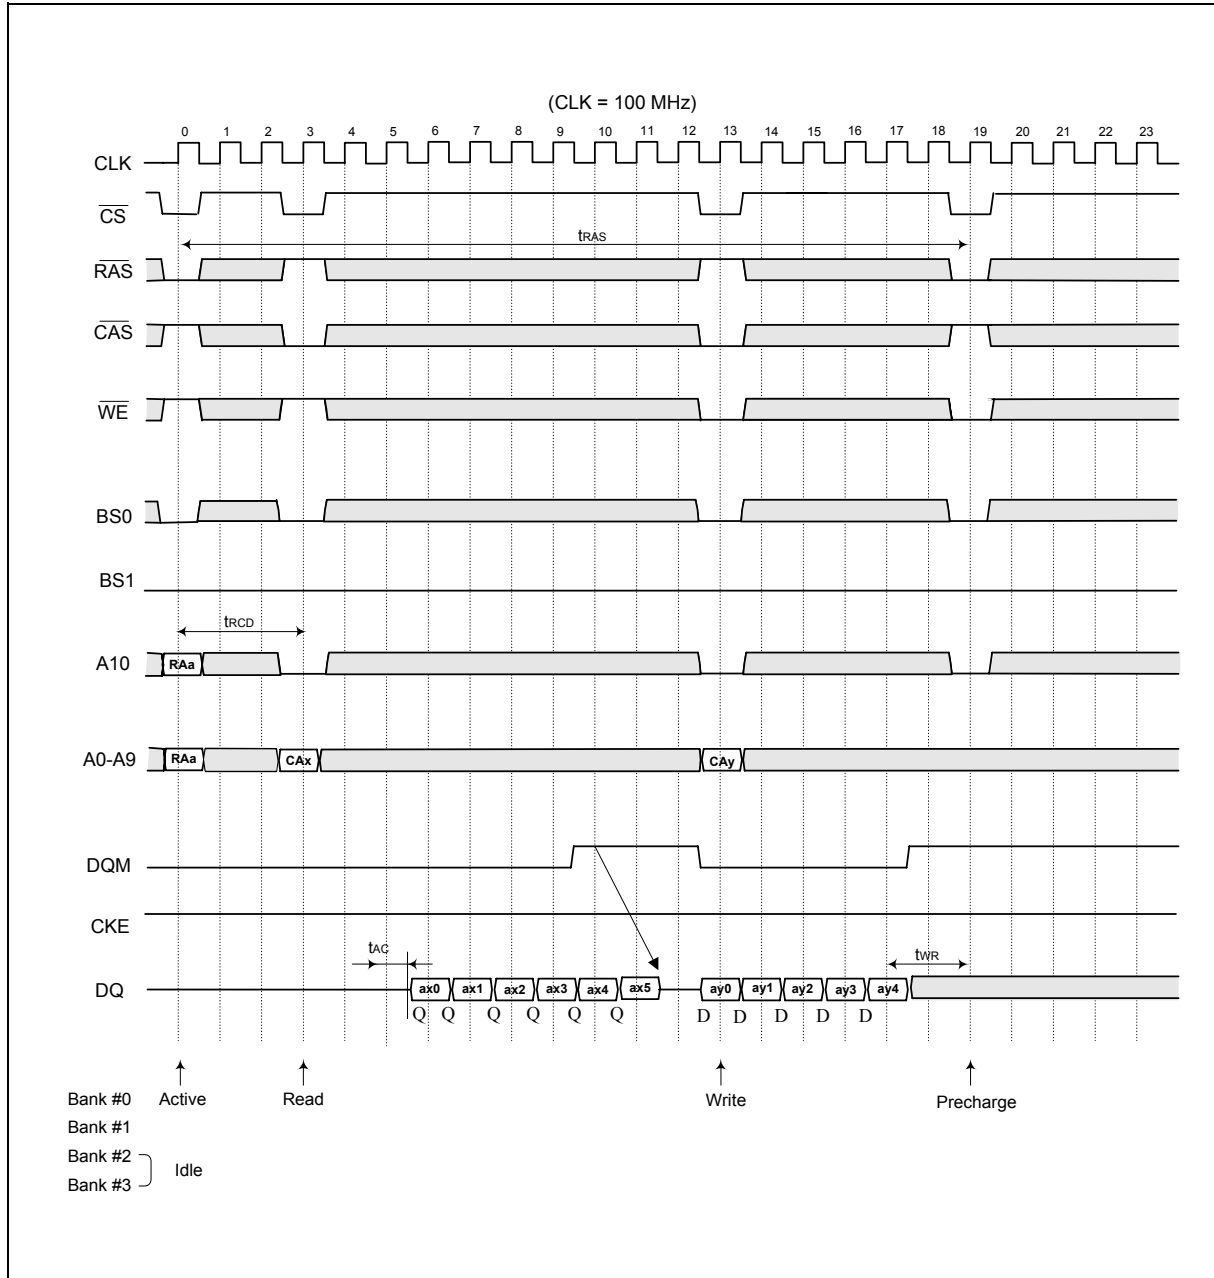 (CLK = 100 MHz)
0 1 2 3 4 5 6 7 8 9 10 11 12 13 14 15 16 17 18 19 20 21 22 23
CLK
CS
tRAS
RAS
CAS
WE
BS0
BS1
tRCD
A10 RAa
A0-A9 RAa CAx CAy
DQM
CKE
tAC tWR
DQ ax0 ax1 ax2 ax3 ax4 ax5 ay0 ay1 ay2 ay3 ay4
Q Q Q Q Q Q D D D D D
Bank #0 Active Read Write Precharge
Bank #1
Bank #2
Idle
Bank #3